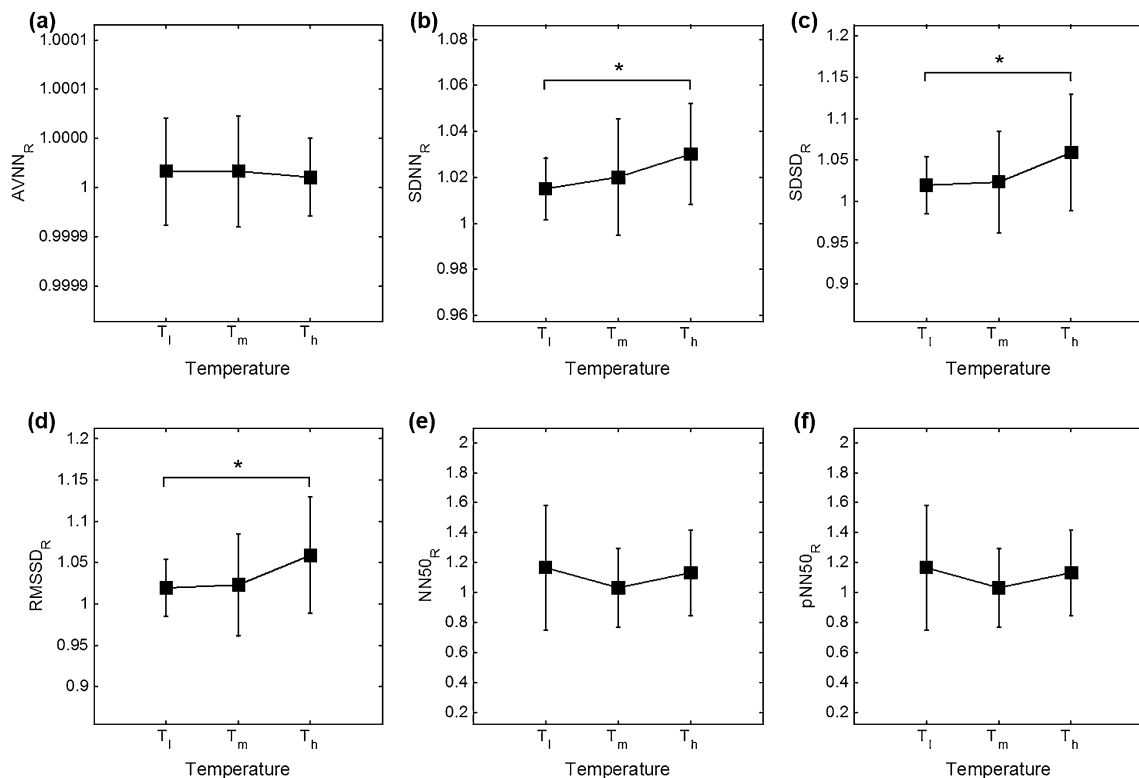 (a)
1.0001
1.0001
1.0000
1
0.9999
0.9999
AVNN_R
T_l T_m T_h
Temperature
(b)
1.08
1.06
1.04
1.02
1
0.98
0.96
SDNN_R
*
T_l T_m T_h
Temperature
(c)
1.2
1.15
1.1
1.05
1
0.95
0.9
SDSD_R
*
T_l T_m T_h
Temperature
(d)
1.2
1.15
1.1
1.05
1
0.95
0.9
RMSSD_R
*
T_l T_m T_h
Temperature
(e)
2
1.8
1.6
1.4
1.2
1
0.8
0.6
0.4
0.2
NN50_R
T_l T_m T_h
Temperature
(f)
2
1.8
1.6
1.4
1.2
1
0.8
0.6
0.4
0.2
pNN50_R
T_l T_m T_h
Temperature